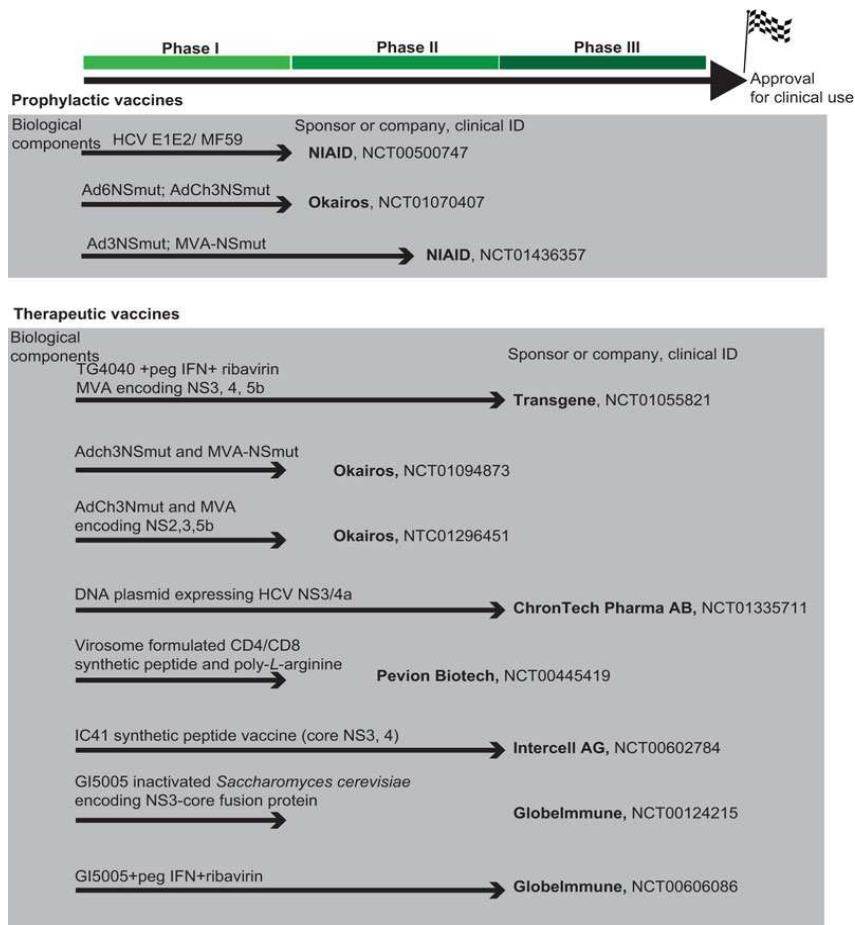 Phase I
Phase II
Phase III
Approval
for clinical use
Prophylactic vaccines
Biological
components
Sponsor or company, clinical ID
HCV E1E2/ MF59
NIAID, NCT00500747
Ad6NSmut; AdCh3NSmut
Okairos, NCT01070407
Ad3NSmut; MVA-NSmut
NIAID, NCT01436357
Therapeutic vaccines
Biological
components
Sponsor or company, clinical ID
TG4040 +peg IFN+ ribavirin
MVA encoding NS3, 4, 5b
Transgene, NCT01055821
Adch3NSmut and MVA-NSmut
Okairos, NCT01094873
AdCh3Nmut and MVA
encoding NS2,3,5b
Okairos, NTC01296451
DNA plasmid expressing HCV NS3/4a
ChronTech Pharma AB, NCT01335711
Virosome formulated CD4/CD8
synthetic peptide and poly-L-arginine
Pevion Biotech, NCT00445419
IC41 synthetic peptide vaccine (core NS3, 4)
Intercell AG, NCT00602784
GI5005 inactivated Saccharomyces cerevisiae
encoding NS3-core fusion protein
GlobeImmune, NCT00124215
GI5005+peg IFN+ribavirin
GlobeImmune, NCT00606086